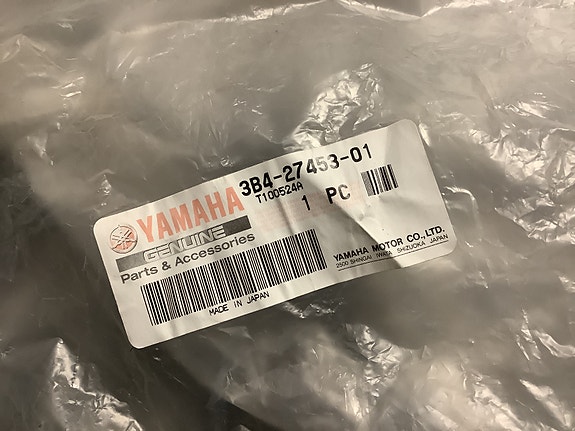 3B4-27453-01
T100524A
1 PC
YAMAHA
GENUINE
Parts & Accessories
YAMAHA MOTOR CO., LTD.
2500 SHINGAI IWATA SHIZUOKA JAPAN
MADE IN JAPAN